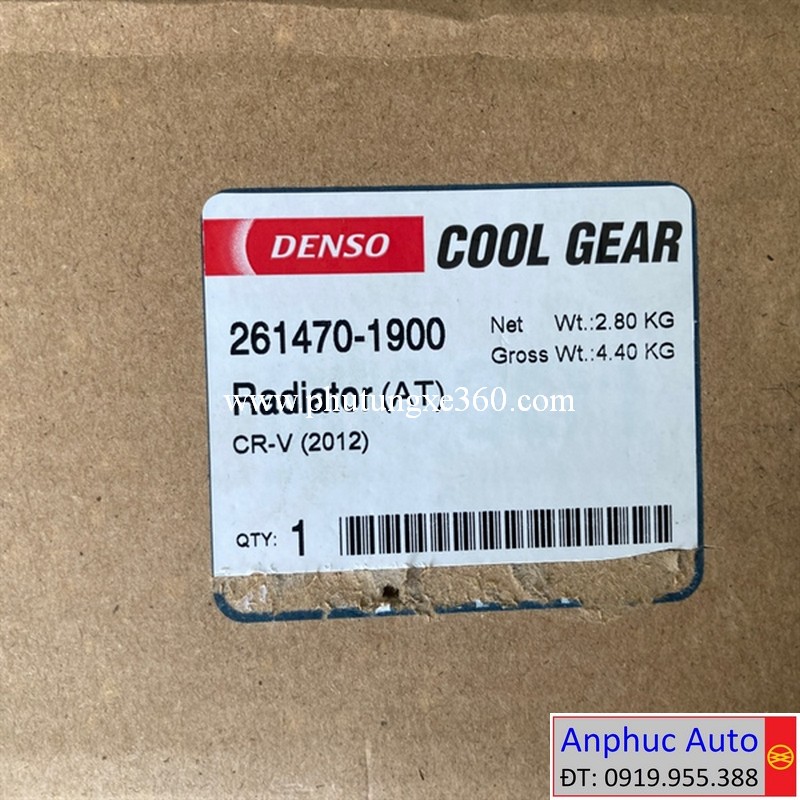 DENSO COOL GEAR
261470-1900 Net Wt.:2.80 KG
Gross Wt.:4.40 KG
Radiator (AT)
www.phutungxe360.com
CR-V (2012)
QTY: 1
Anphuc Auto
ĐT: 0919.955.388